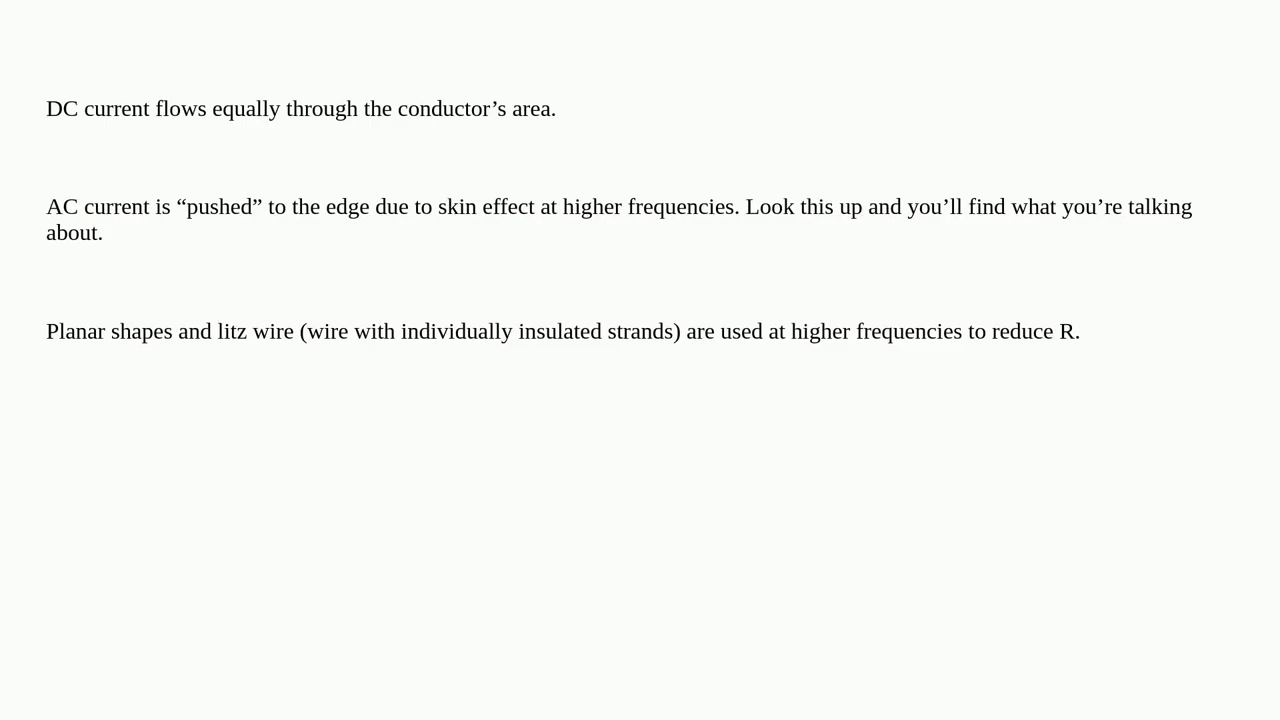 DC current flows equally through the conductor’s area.
AC current is “pushed” to the edge due to skin effect at higher frequencies. Look this up and you’ll find what you’re talking
about.
Planar shapes and litz wire (wire with individually insulated strands) are used at higher frequencies to reduce R.